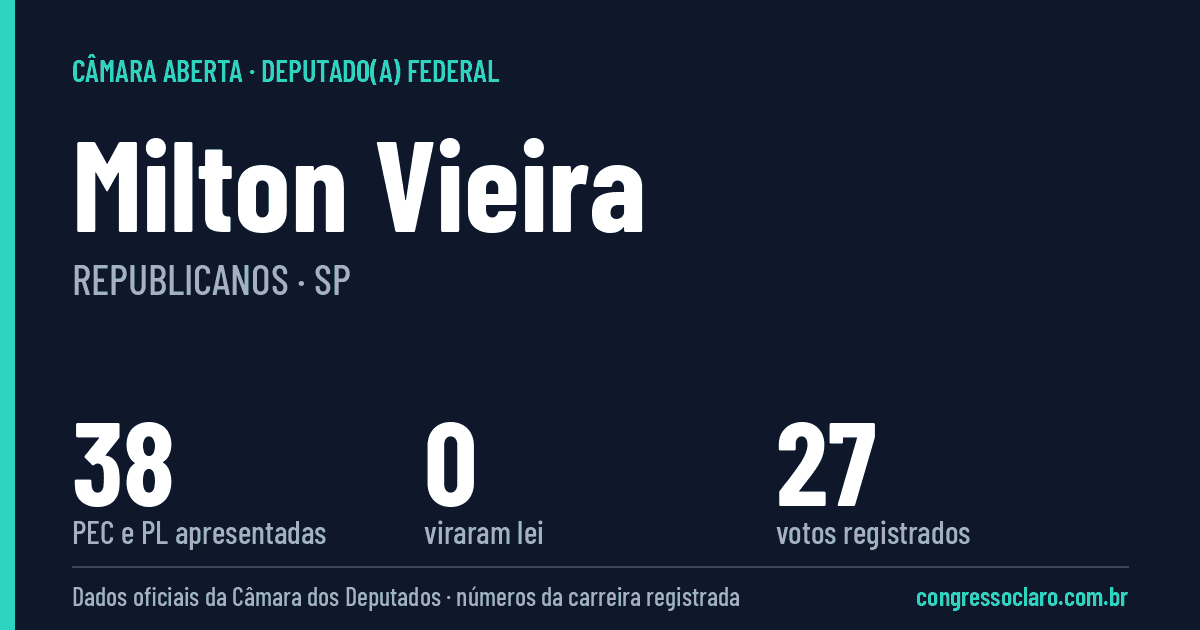 CÂMARA ABERTA · DEPUTADO(A) FEDERAL
Milton Vieira
REPUBLICANOS · SP
38 0 27
PEC e PL apresentadas viraram lei votos registrados
Dados oficiais da Câmara dos Deputados · números da carreira registrada congressoclaro.com.br